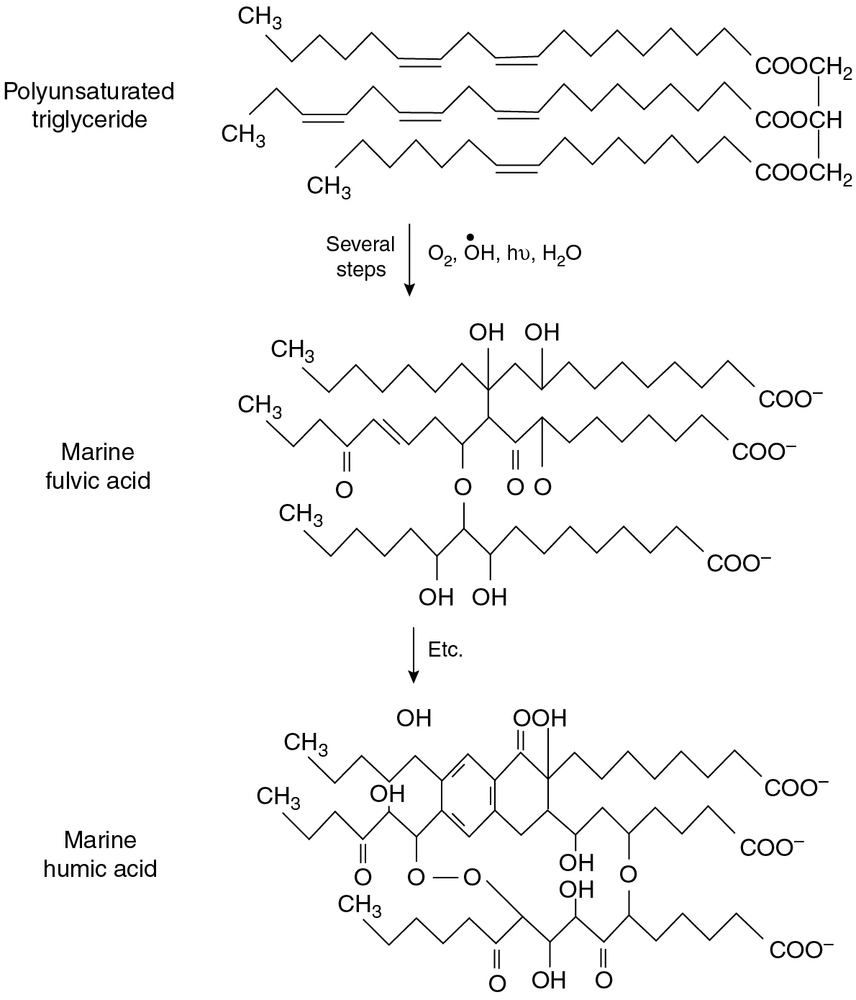 CH₃
COOCH₂
Polyunsaturated
triglyceride
COOCH
CH₃
COOCH₂
CH₃
Several
steps
O₂, ȮH, hυ, H₂O
OH OH
CH₃
COO⁻
CH₃
Marine
fulvic acid
COO⁻
O O O O
CH₃
COO⁻
OH OH
Etc.
OH OOH
CH₃
COO⁻
CH₃ OH
Marine
humic acid
COO⁻
OH
O O — O O
OH
CH₃
COO⁻
O OH O